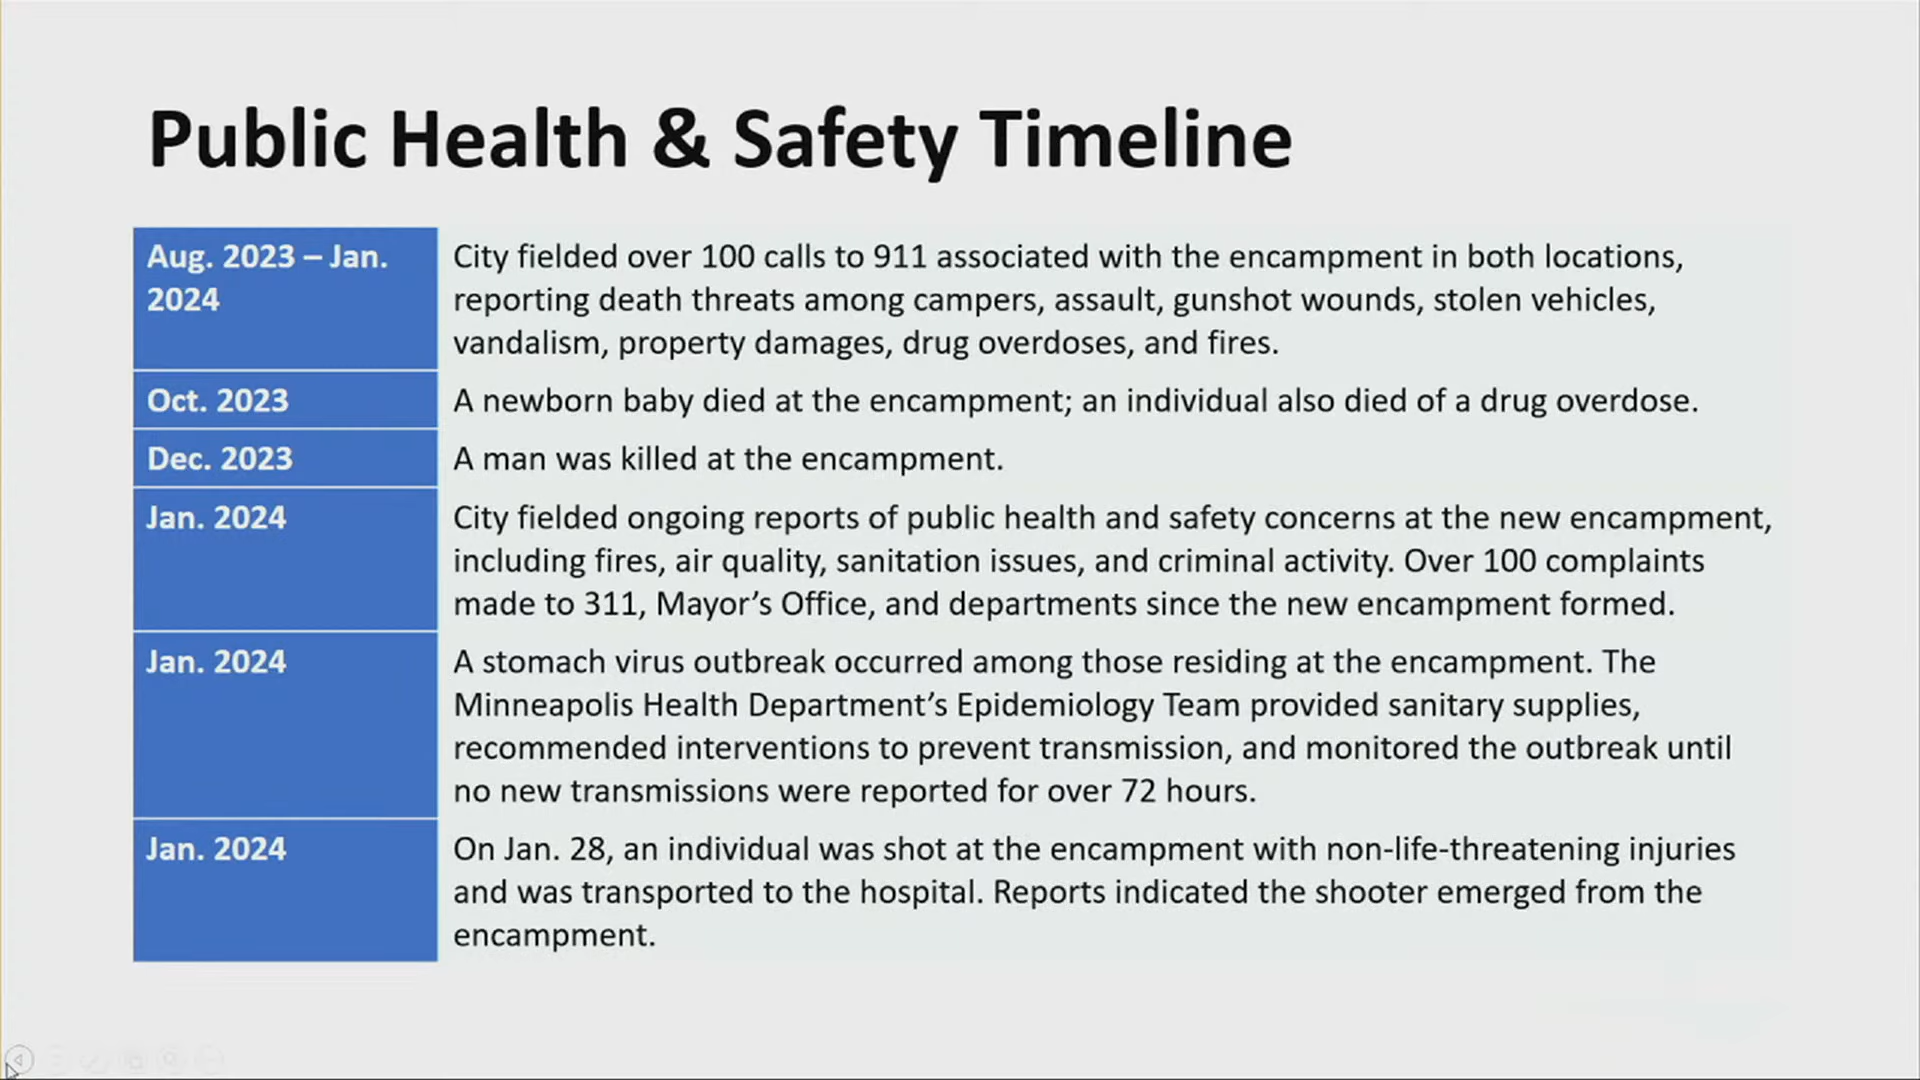 Public Health & Safety Timeline
Aug. 2023 – Jan.
2024
City fielded over 100 calls to 911 associated with the encampment in both locations,
reporting death threats among campers, assault, gunshot wounds, stolen vehicles,
vandalism, property damages, drug overdoses, and fires.
Oct. 2023
A newborn baby died at the encampment; an individual also died of a drug overdose.
Dec. 2023
A man was killed at the encampment.
Jan. 2024
City fielded ongoing reports of public health and safety concerns at the new encampment,
including fires, air quality, sanitation issues, and criminal activity. Over 100 complaints
made to 311, Mayor’s Office, and departments since the new encampment formed.
Jan. 2024
A stomach virus outbreak occurred among those residing at the encampment. The
Minneapolis Health Department’s Epidemiology Team provided sanitary supplies,
recommended interventions to prevent transmission, and monitored the outbreak until
no new transmissions were reported for over 72 hours.
Jan. 2024
On Jan. 28, an individual was shot at the encampment with non-life-threatening injuries
and was transported to the hospital. Reports indicated the shooter emerged from the
encampment.